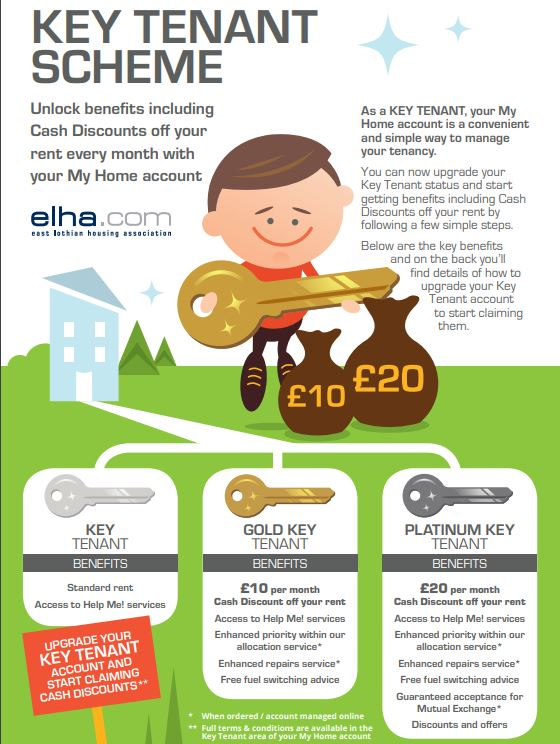 KEY TENANT
SCHEME
Unlock benefits including
Cash Discounts off your
rent every month with
your My Home account
elha.com
east lothian housing association
As a KEY TENANT, your My
Home account is a convenient
and simple way to manage
your tenancy.
You can now upgrade your
Key Tenant status and start
getting benefits including Cash
Discounts off your rent by
following a few simple steps.
Below are the key benefits
and on the back you'll
find details of how to
upgrade your Key
Tenant account
to start claiming
them.
£10
£20
KEY
TENANT
BENEFITS
Standard rent
Access to Help Me! services
UPGRADE YOUR
KEY TENANT
ACCOUNT AND
START CLAIMING
CASH DISCOUNTS**
GOLD KEY
TENANT
BENEFITS
£10 per month
Cash Discount off your rent
Access to Help Me! services
Enhanced priority within our
allocation service*
Enhanced repairs service*
Free fuel switching advice
PLATINUM KEY
TENANT
BENEFITS
£20 per month
Cash Discount off your rent
Access to Help Me! services
Enhanced priority within our
allocation service*
Enhanced repairs service*
Free fuel switching advice
Guaranteed acceptance for
Mutual Exchange*
Discounts and offers
* When ordered / account managed online
** Full terms & conditions are available in the
Key Tenant area of your My Home account